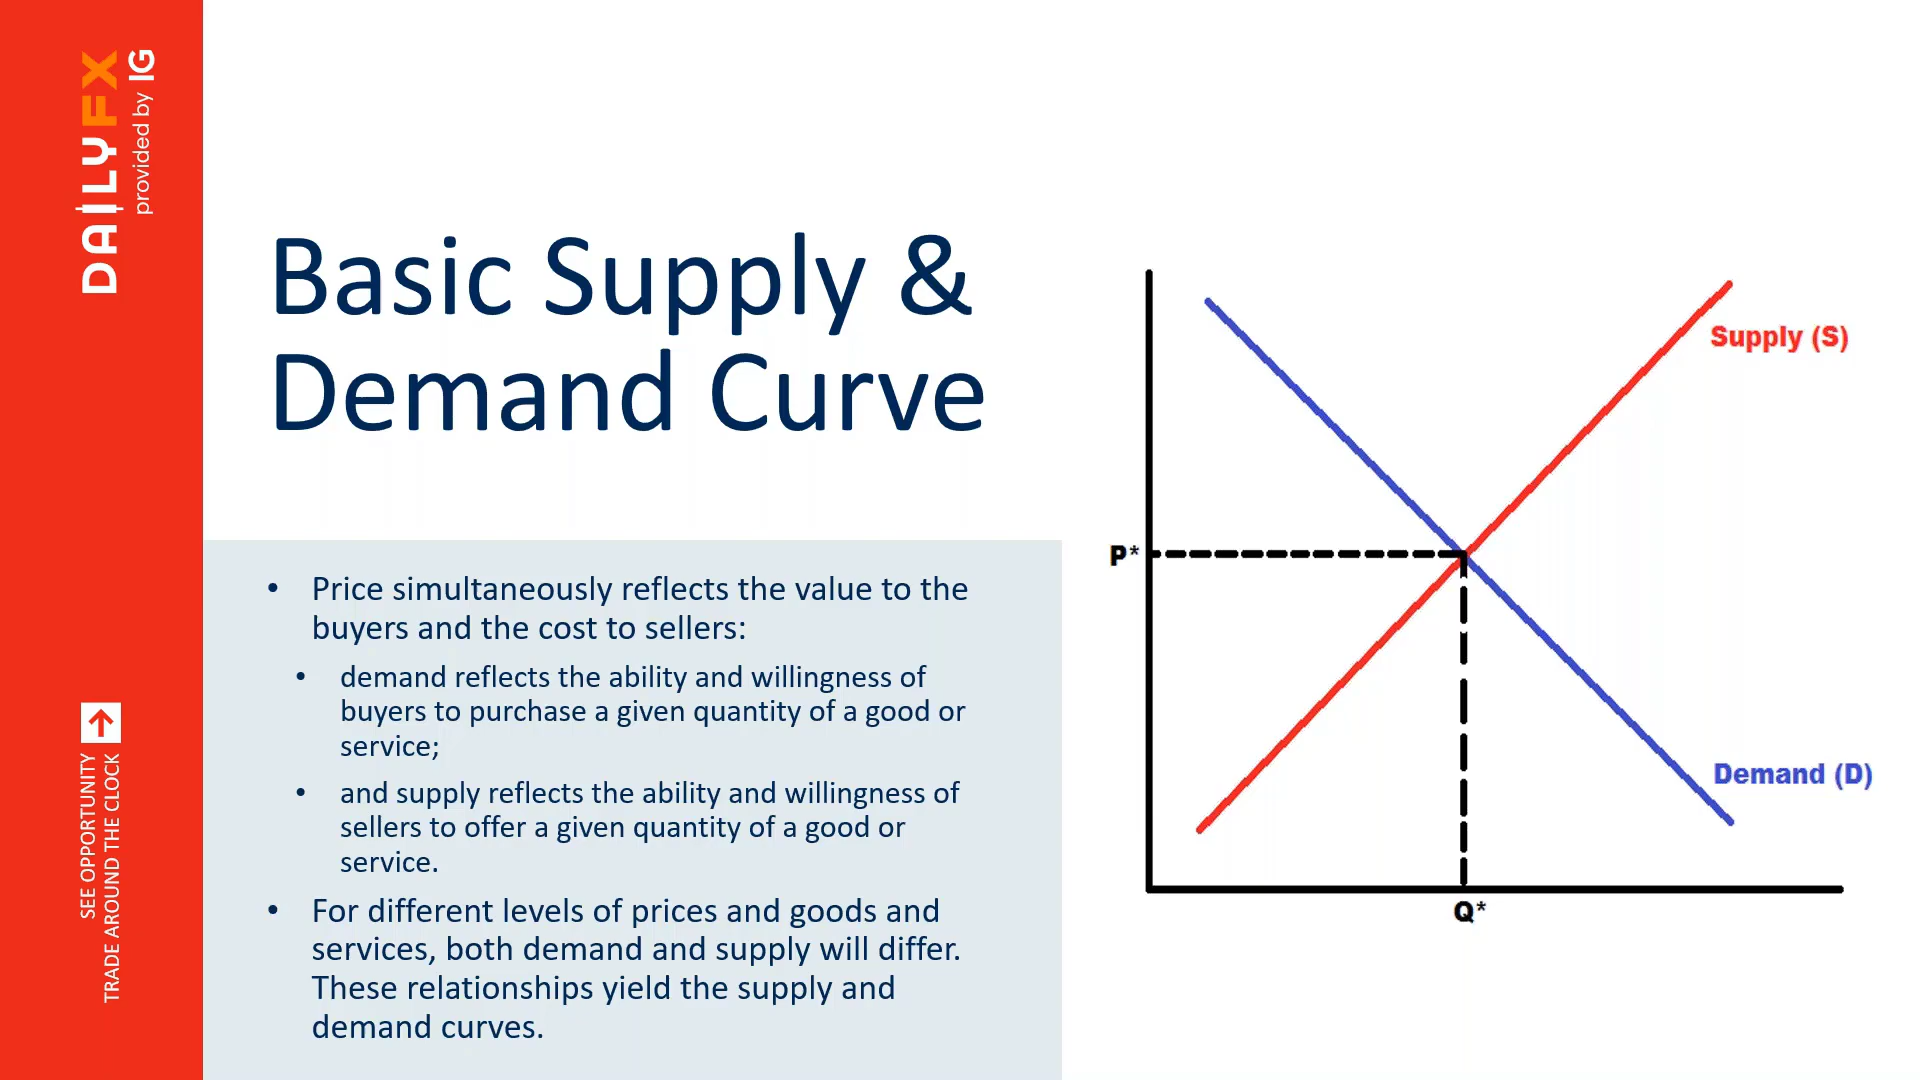 DAILYFX
provided by IG
SEE OPPORTUNITY
TRADE AROUND THE CLOCK
Basic Supply &
Demand Curve
• Price simultaneously reflects the value to the
buyers and the cost to sellers:
• demand reflects the ability and willingness of
buyers to purchase a given quantity of a good or
service;
• and supply reflects the ability and willingness of
sellers to offer a given quantity of a good or
service.
• For different levels of prices and goods and
services, both demand and supply will differ.
These relationships yield the supply and
demand curves.
Supply (S)
P*
Demand (D)
Q*